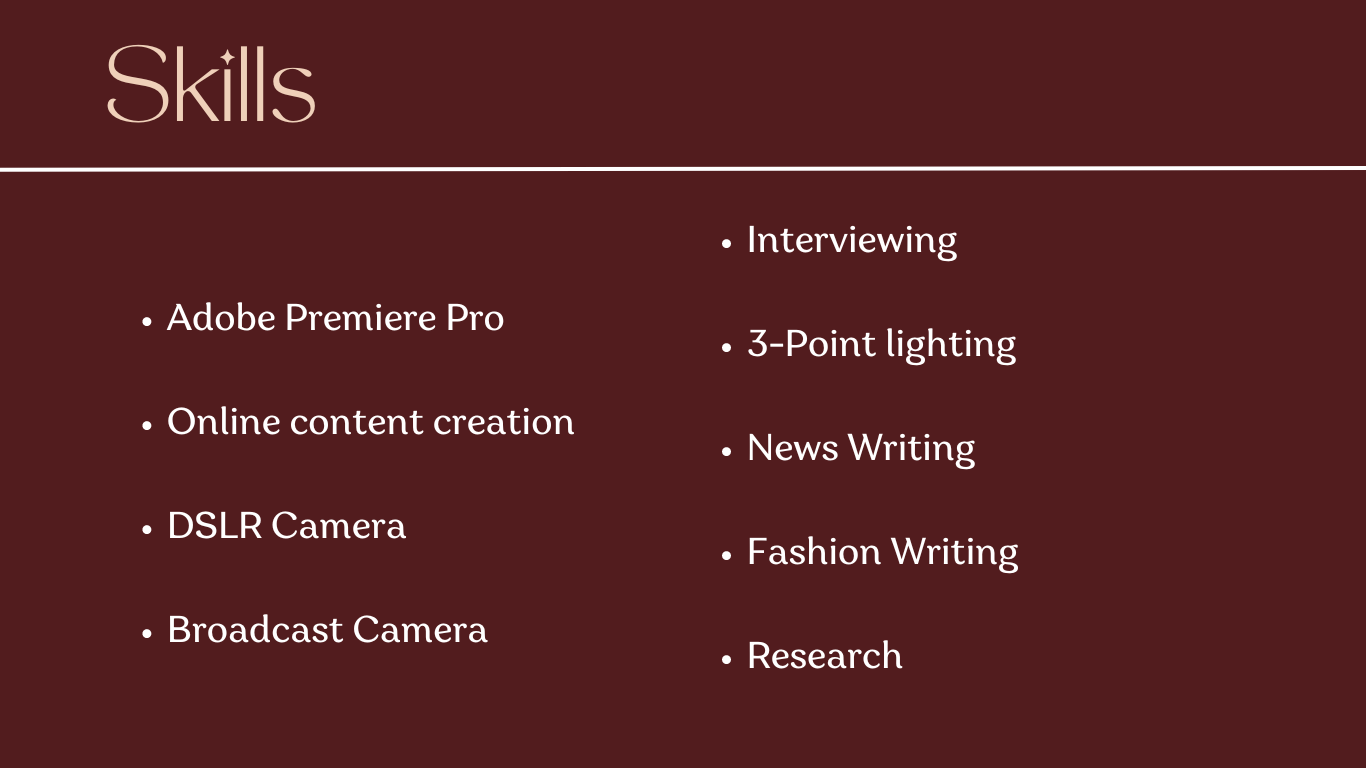 Skills
• Adobe Premiere Pro
• Online content creation
• DSLR Camera
• Broadcast Camera
• Interviewing
• 3-Point lighting
• News Writing
• Fashion Writing
• Research